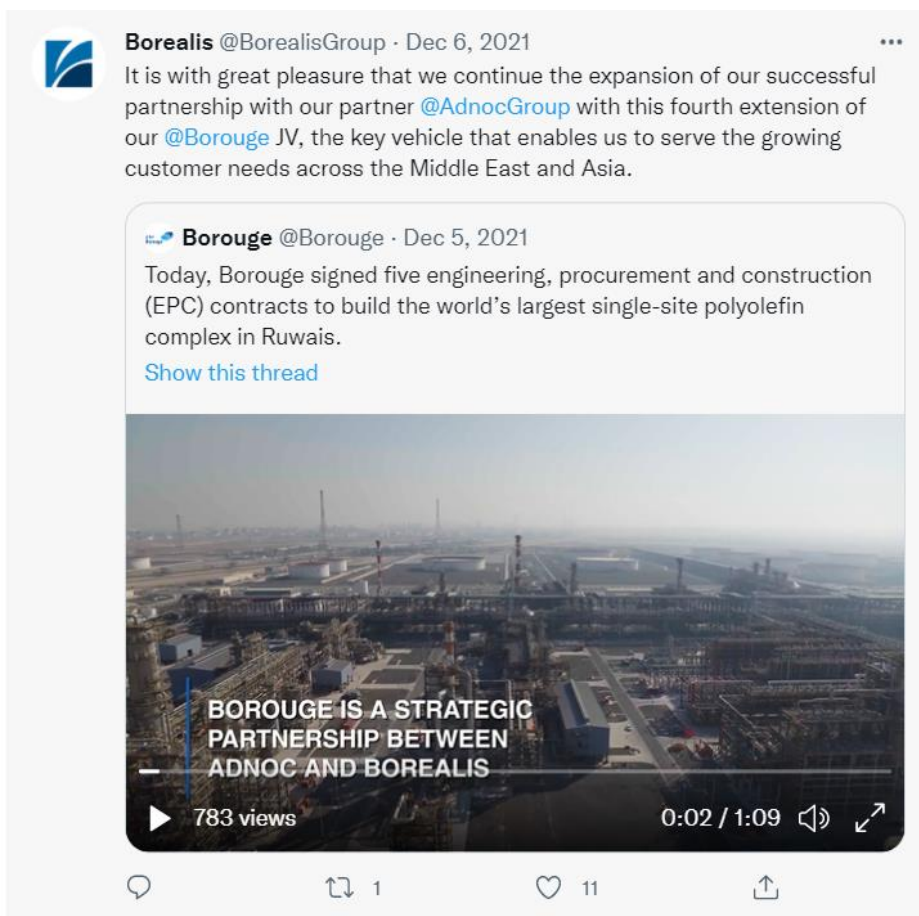 Borealis @BorealisGroup · Dec 6, 2021
It is with great pleasure that we continue the expansion of our successful
partnership with our partner @AdnocGroup with this fourth extension of
our @Borouge JV, the key vehicle that enables us to serve the growing
customer needs across the Middle East and Asia.
Borouge @Borouge · Dec 5, 2021
Today, Borouge signed five engineering, procurement and construction
(EPC) contracts to build the world's largest single-site polyolefin
complex in Ruwais.
Show this thread
BOROUGE IS A STRATEGIC
PARTNERSHIP BETWEEN
ADNOC AND BOREALIS
783 views 0:02 / 1:09
1 11